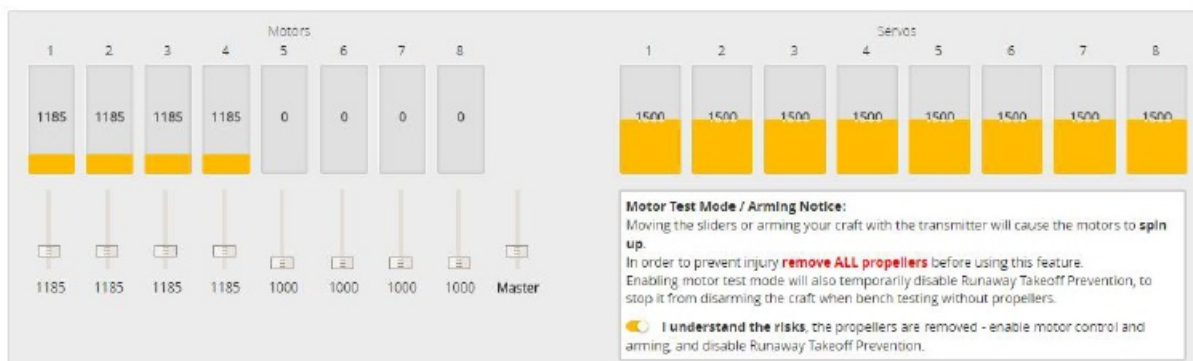 Motors
1 2 3 4 5 6 7 8
1185 1185 1185 1185 0 0 0 0
1185 1185 1185 1185 1000 1000 1000 1000 Master
Servos
1 2 3 4 5 6 7 8
1500 1500 1500 1500 1500 1500 1500 1500
Motor Test Mode / Arming Notice:
Moving the sliders or arming your craft with the transmitter will cause the motors to spin
up.
In order to prevent injury remove ALL propellers before using this feature.
Enabling motor test mode will also temporarily disable Runaway Takeoff Prevention, to
stop it from disarming the craft when bench testing without propellers.
I understand the risks, the propellers are removed - enable motor control and
arming, and disable Runaway Takeoff Prevention.